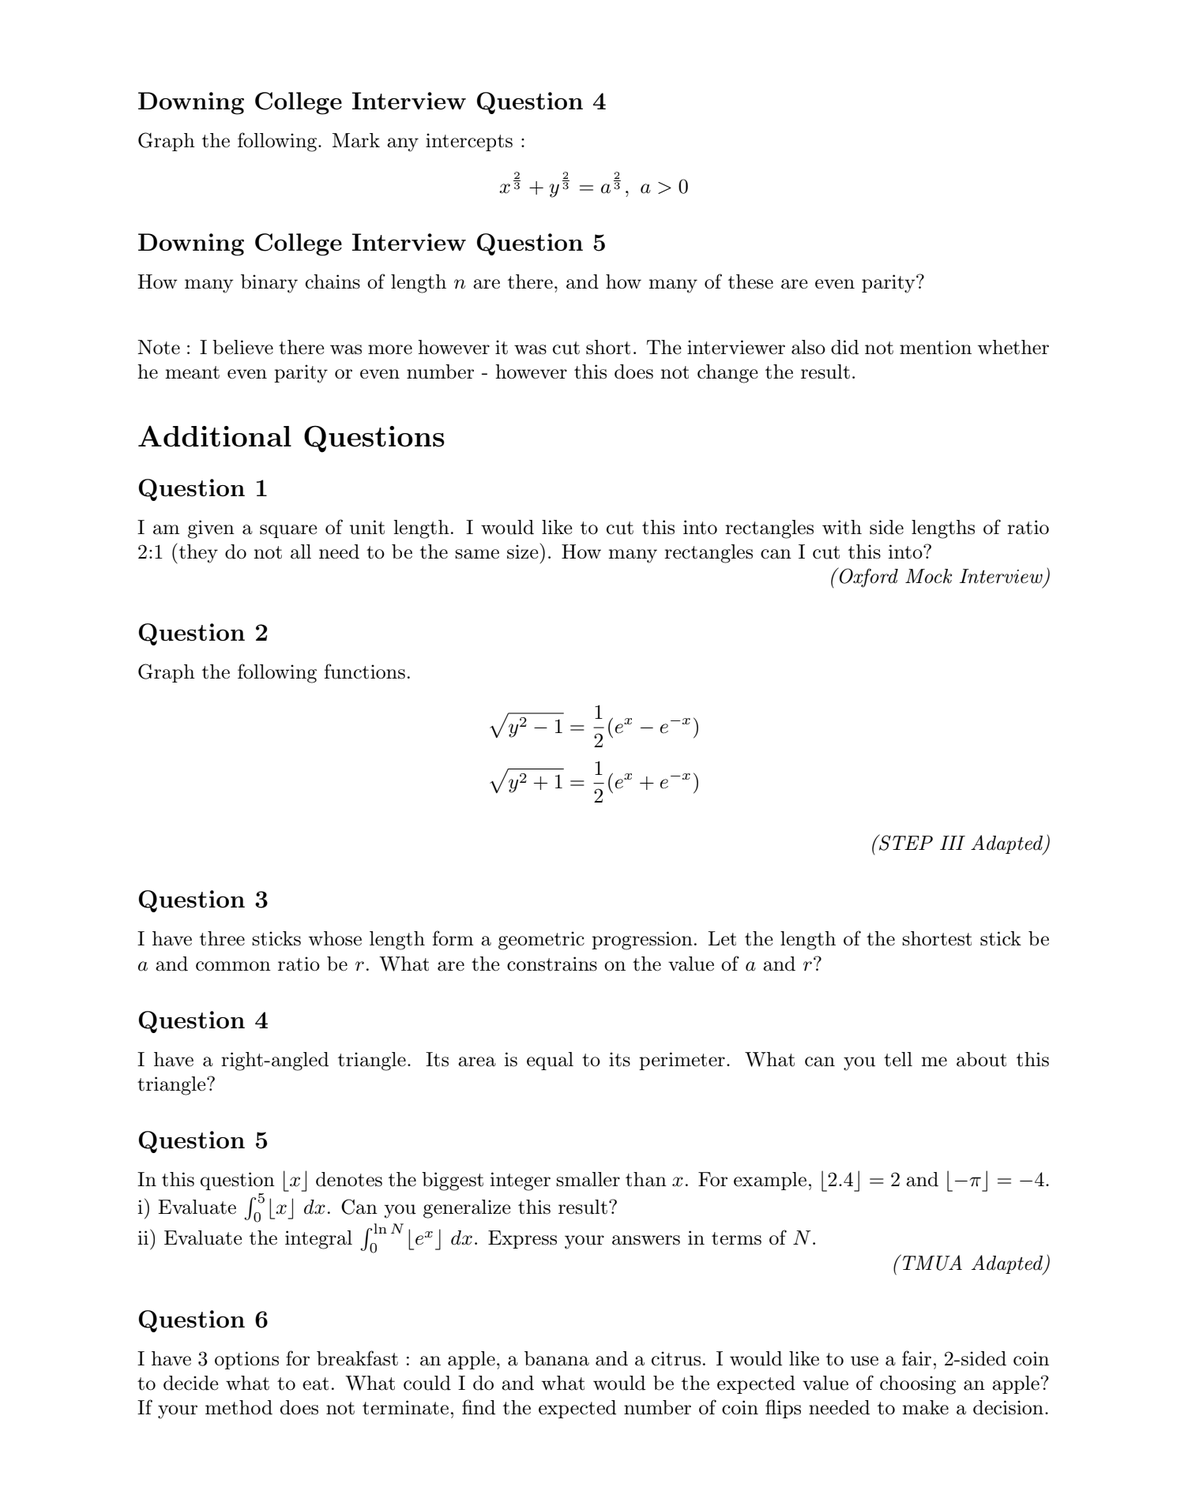 Downing College Interview Question 4
Graph the following. Mark any intercepts :
x^{2/3} + y^{2/3} = a^{2/3}, a > 0
Downing College Interview Question 5
How many binary chains of length n are there, and how many of these are even parity?
Note : I believe there was more however it was cut short. The interviewer also did not mention whether
he meant even parity or even number - however this does not change the result.
Additional Questions
Question 1
I am given a square of unit length. I would like to cut this into rectangles with side lengths of ratio
2:1 (they do not all need to be the same size). How many rectangles can I cut this into?
(Oxford Mock Interview)
Question 2
Graph the following functions.
√(y² − 1) = 1/2(e^x − e^{−x})
√(y² + 1) = 1/2(e^x + e^{−x})
(STEP III Adapted)
Question 3
I have three sticks whose length form a geometric progression. Let the length of the shortest stick be
a and common ratio be r. What are the constrains on the value of a and r?
Question 4
I have a right-angled triangle. Its area is equal to its perimeter. What can you tell me about this
triangle?
Question 5
In this question ⌊x⌋ denotes the biggest integer smaller than x. For example, ⌊2.4⌋ = 2 and ⌊−π⌋ = −4.
i) Evaluate ∫_0^5 ⌊x⌋ dx. Can you generalize this result?
ii) Evaluate the integral ∫_0^{ln N} ⌊e^x⌋ dx. Express your answers in terms of N.
(TMUA Adapted)
Question 6
I have 3 options for breakfast : an apple, a banana and a citrus. I would like to use a fair, 2-sided coin
to decide what to eat. What could I do and what would be the expected value of choosing an apple?
If your method does not terminate, find the expected number of coin flips needed to make a decision.